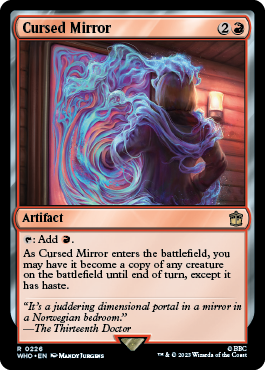 Cursed Mirror 2R
Artifact
T: Add R.
As Cursed Mirror enters the battlefield, you
may have it become a copy of any creature
on the battlefield until end of turn, except it
has haste.
“It’s a juddering dimensional portal in a mirror in
a Norwegian bedroom.”
—The Thirteenth Doctor
R 0226
WHO • EN Mandy Jurgens
© BBC
™ & © 2023 Wizards of the Coast